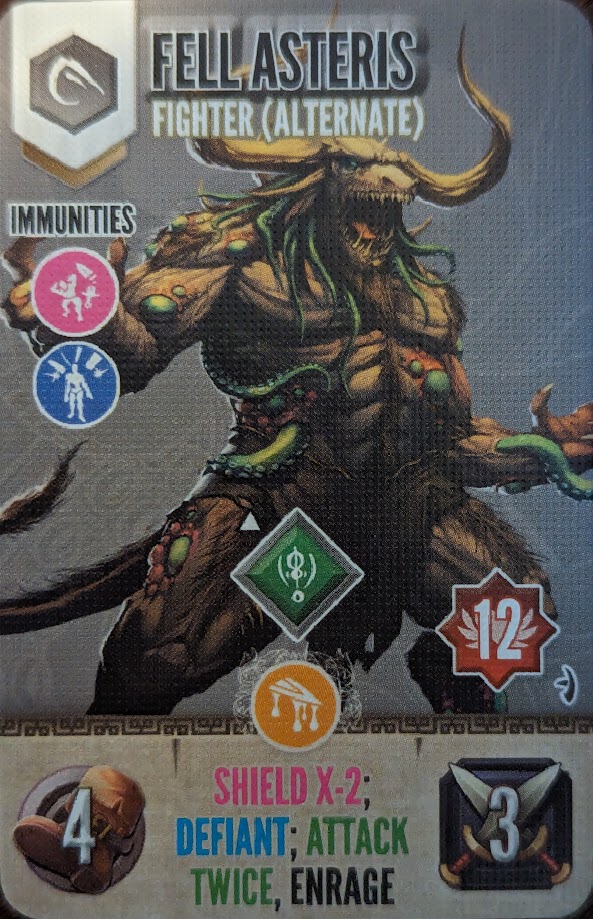 FELL ASTERIS
FIGHTER (ALTERNATE)
IMMUNITIES
12
4
SHIELD X-2;
DEFIANT; ATTACK
TWICE, ENRAGE
3